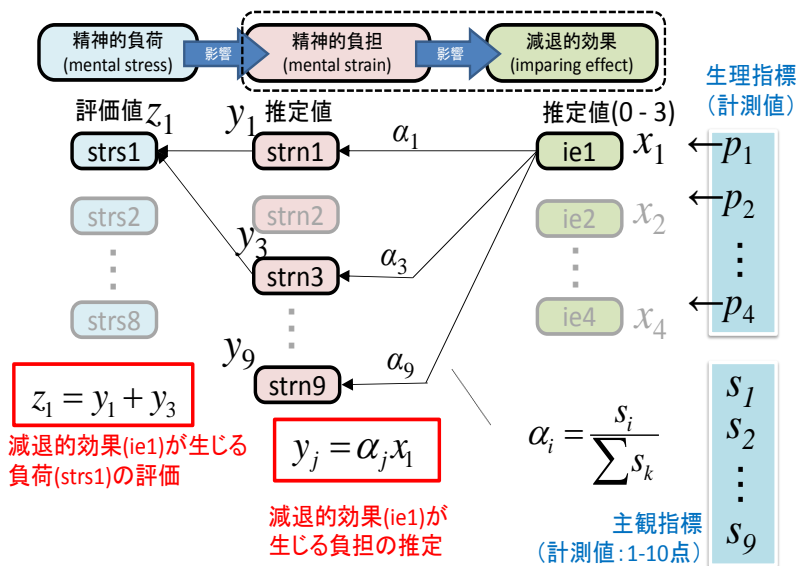 精神的負荷
(mental stress)
影響
精神的負担
(mental strain)
影響
減退的効果
(imparing effect)
生理指標
(計測値)
評価値 z₁
y₁ 推定値
推定値(0 - 3)
strs1
strn1
α₁
ie1
x₁
←p₁
strs2
strn2
ie2
x₂
←p₂
⋮
y₃
strn3
α₃
⋮
⋮
strs8
⋮
ie4
x₄
←p₄
y₉
strn9
α₉
z₁ = y₁ + y₃
減退的効果(ie1)が生じる
負荷(strs1)の評価
yⱼ = αⱼx₁
減退的効果(ie1)が
生じる負担の推定
αᵢ = sᵢ / ∑sₖ
s₁
s₂
⋮
s₉
主観指標
(計測値:1-10点)